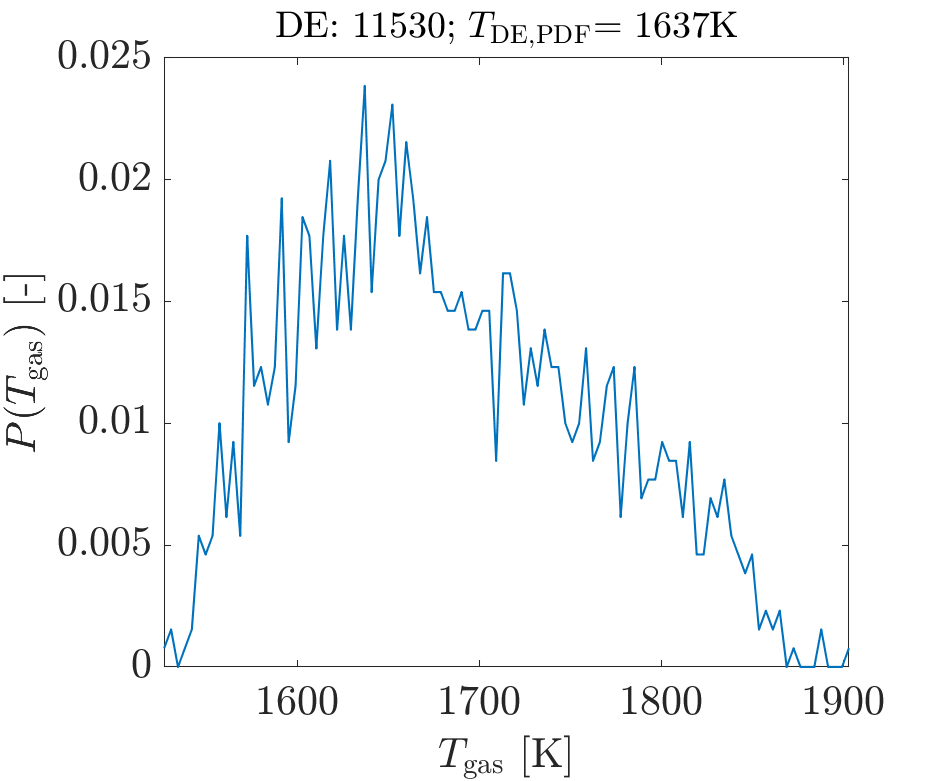 DE: 11530; T_DE,PDF= 1637K
0.025
0.02
0.015
0.01
0.005
0
P(T_gas) [-]
1600 1700 1800 1900
T_gas [K]